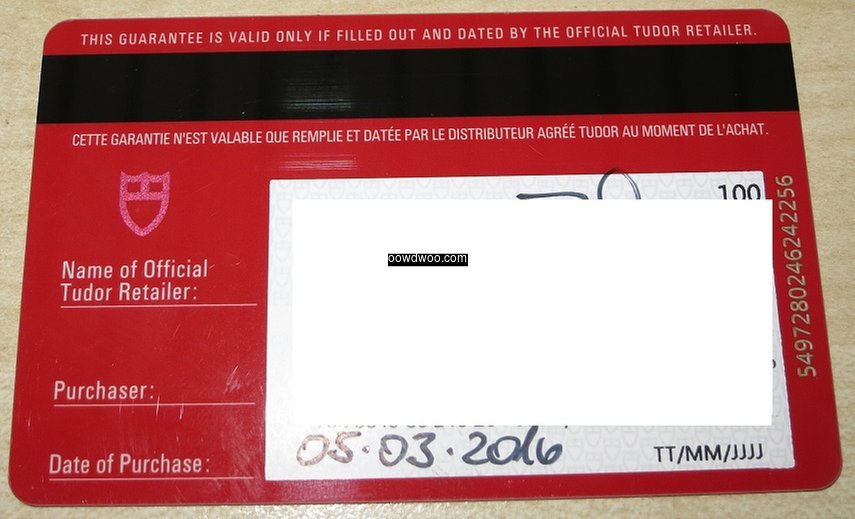 THIS GUARANTEE IS VALID ONLY IF FILLED OUT AND DATED BY THE OFFICIAL TUDOR RETAILER.
CETTE GARANTIE N'EST VALABLE QUE REMPLIE ET DATÉE PAR LE DISTRIBUTEUR AGRÉÉ TUDOR AU MOMENT DE L'ACHAT.
100
5497280246242256
oowdwoo.com
Name of Official
Tudor Retailer:
Purchaser:
Date of Purchase:
05.03.2016
TT/MM/JJJJ